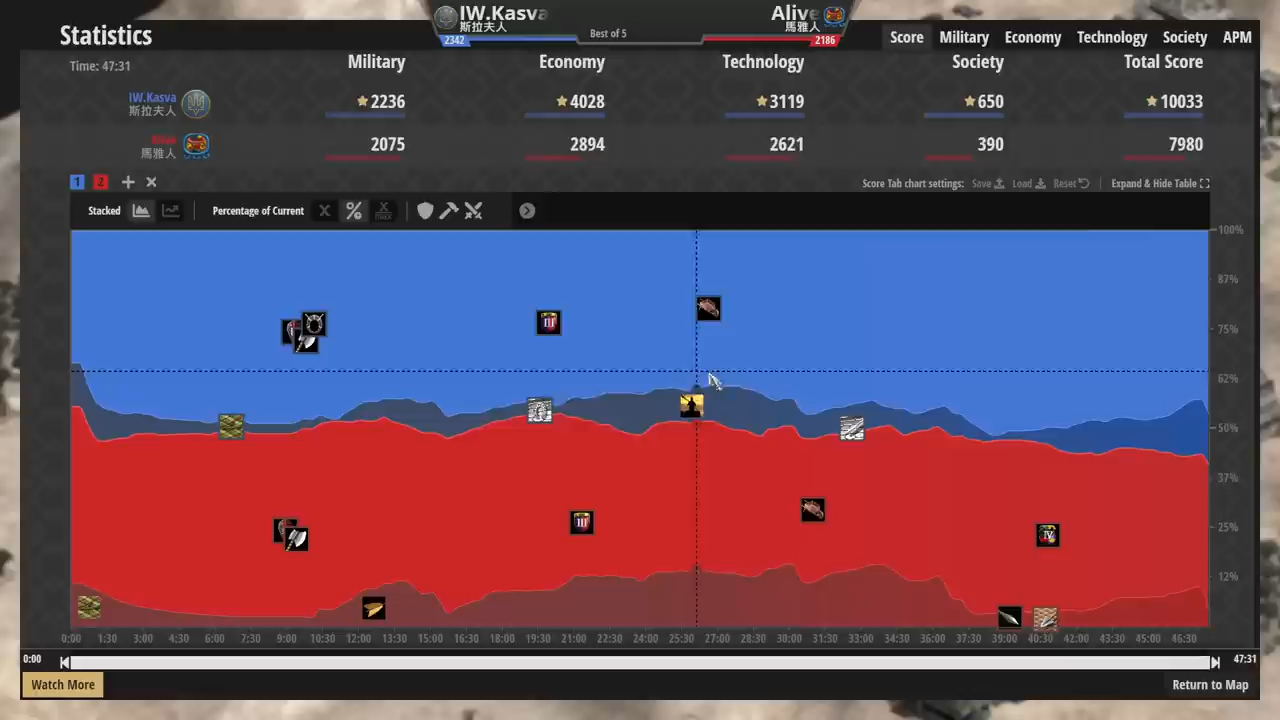 IW.Kasva
斯拉夫人
2342
Best of 5
Alive
馬雅人
2186
Statistics
Score Military Economy Technology Society APM
Time: 47:31
Military Economy Technology Society Total Score
IW.Kasva
斯拉夫人
2236 4028 3119 650 10033
Alive
馬雅人
2075 2894 2621 390 7980
1 2
Score Tab chart settings: Save Load Reset Expand & Hide Table
Stacked Percentage of Current X % X MAX
100%
87%
75%
62%
50%
37%
25%
12%
III
III
IV
0:00 1:30 3:00 4:30 6:00 7:30 9:00 10:30 12:00 13:30 15:00 16:30 18:00 19:30 21:00 22:30 24:00 25:30 27:00 28:30 30:00 31:30 33:00 34:30 36:00 37:30 39:00 40:30 42:00 43:30 45:00 46:30
0:00 47:31
Watch More
Return to Map